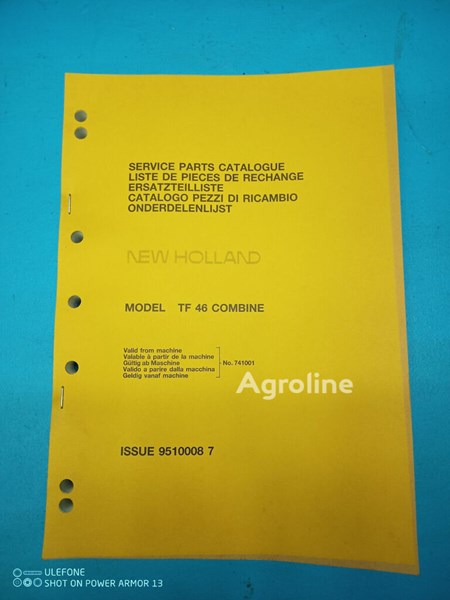 SERVICE PARTS CATALOGUE
LISTE DE PIECES DE RECHANGE
ERSATZTEILLISTE
CATALOGO PEZZI DI RICAMBIO
ONDERDELENLIJST
NEW HOLLAND
MODEL TF 46 COMBINE
Valid from machine
Valable à partir de la machine
Gültig ab Maschine No. 741001
Valido a parire dalla macchina
Geldig vanaf machine
Agroline
ISSUE 9510008 7
ULEFONE
SHOT ON POWER ARMOR 13